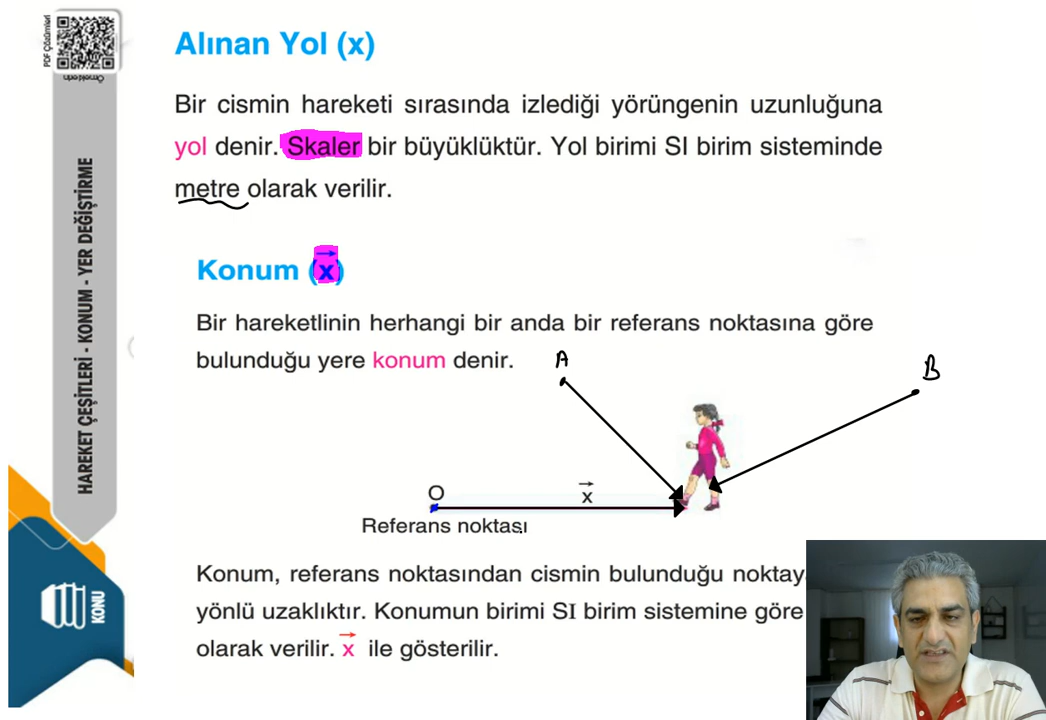 PDF Çözümleri
Örneklerin
Alınan Yol (x)
Bir cismin hareketi sırasında izlediği yörüngenin uzunluğuna
yol denir. Skaler bir büyüklüktür. Yol birimi SI birim sisteminde
metre olarak verilir.
HAREKET ÇEŞİTLERİ - KONUM - YER DEĞİŞTİRME
Konum (x)
Bir hareketlinin herhangi bir anda bir referans noktasına göre
bulunduğu yere konum denir.
A
B
O
x
Referans noktası
Konum, referans noktasından cismin bulunduğu noktay
yönlü uzaklıktır. Konumun birimi SI birim sistemine göre
olarak verilir. x ile gösterilir.
KONU